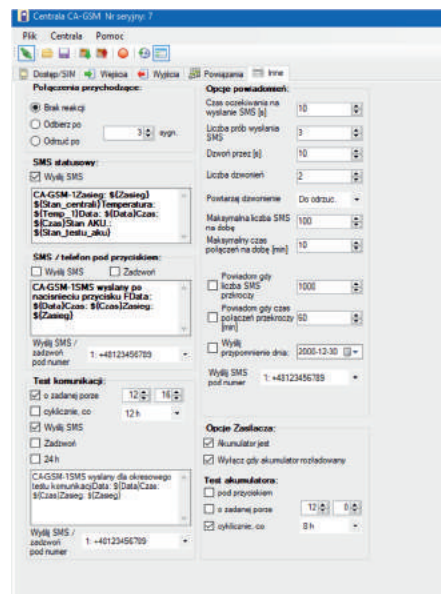 Centrala CA-GSM Nr seryjny: 7
Plik Centrala Pomoc
Dostęp/SIM Wejścia Wyjścia Powiązania Inne
Połączenia przychodzące:
Brak reakcji
Odbierz po
Odrzuć po
3 sygn.
SMS statusowy:
Wyślij SMS
CA-GSM-1Zasieg: ${Zasieg}
${Stan_centrali}Temperatura:
${Temp_1}Data: ${Data}Czas:
${Czas}Stan AKU.:
${Stan_testu_aku}
SMS / telefon pod przyciskiem:
Wyślij SMS Zadzwoń
CA-GSM-1SMS wyslany po
nacisnieciu przycisku FData:
${Data}Czas: ${Czas}Zasieg:
${Zasieg}
Wyślij SMS /
zadzwoń
pod numer
1: +48123456789
Test komunikacji:
o zadanej porze 12 16
cyklicznie, co 12 h
Wyślij SMS
Zadzwoń
24 h
CA-GSM-1SMS wyslany dla okresowego
testu komunikacjiData: ${Data}Czas:
${Czas}Zasieg: ${Zasieg}
Wyślij SMS /
zadzwoń
pod numer
1: +48123456789
Opcje powiadomień:
Czas oczekiwania na
wysłanie SMS [s]
10
Liczba prób wysłania
SMS
3
Dzwoń przez [s] 10
Liczba dzwonień 2
Powtarzaj dzwonienie Do odrzuc.
Maksymalna liczba SMS
na dobę
100
Maksymalny czas
połączeń na dobę [min]
10
Powiadom gdy
liczba SMS
przekroczy
1000
Powiadom gdy czas
połączeń przekroczy
[min]
60
Wyślij
przypomnienie dnia:
2000-12-30
Wyślij SMS
pod numer
1: +48123456789
Opcje Zasilacza:
Akumulator jest
Wyłącz gdy akumulator rozładowany
Test akumulatora:
pod przyciskiem
o zadanej porze 12 0
cyklicznie, co 8 h